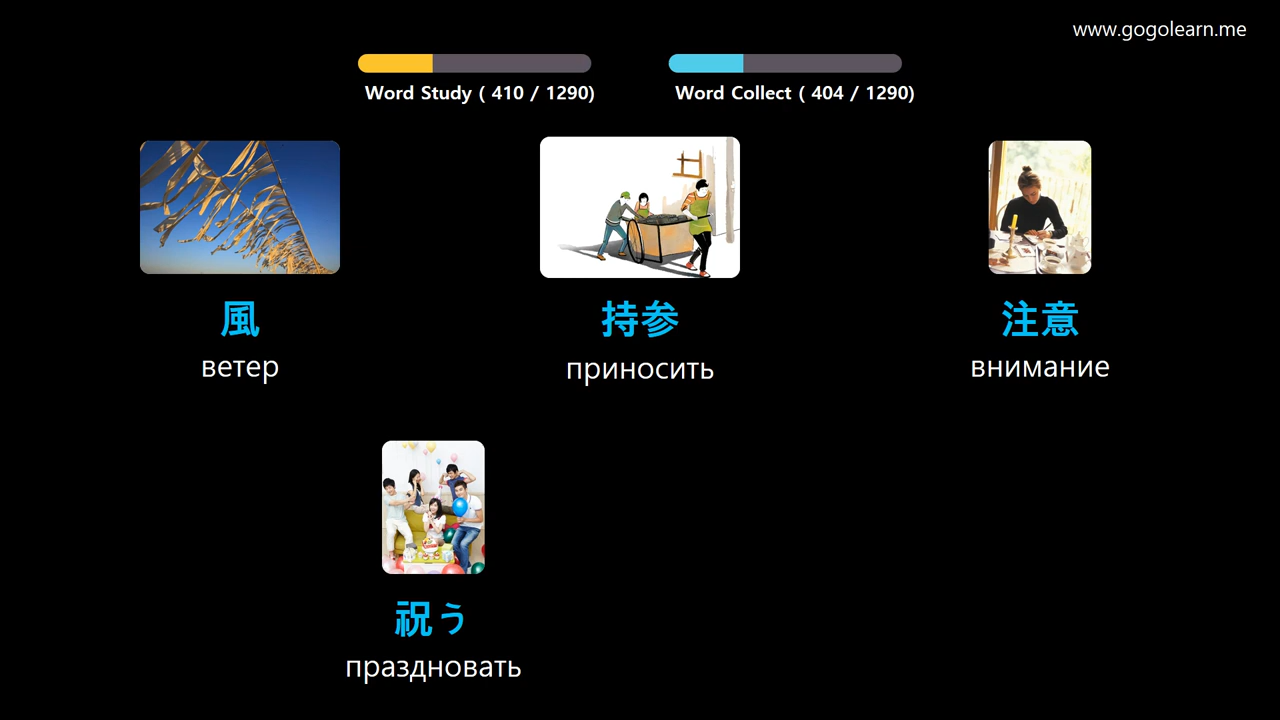 www.gogolearn.me
Word Study ( 410 / 1290)
Word Collect ( 404 / 1290)
風
ветер
持参
приносить
注意
внимание
祝う
праздновать